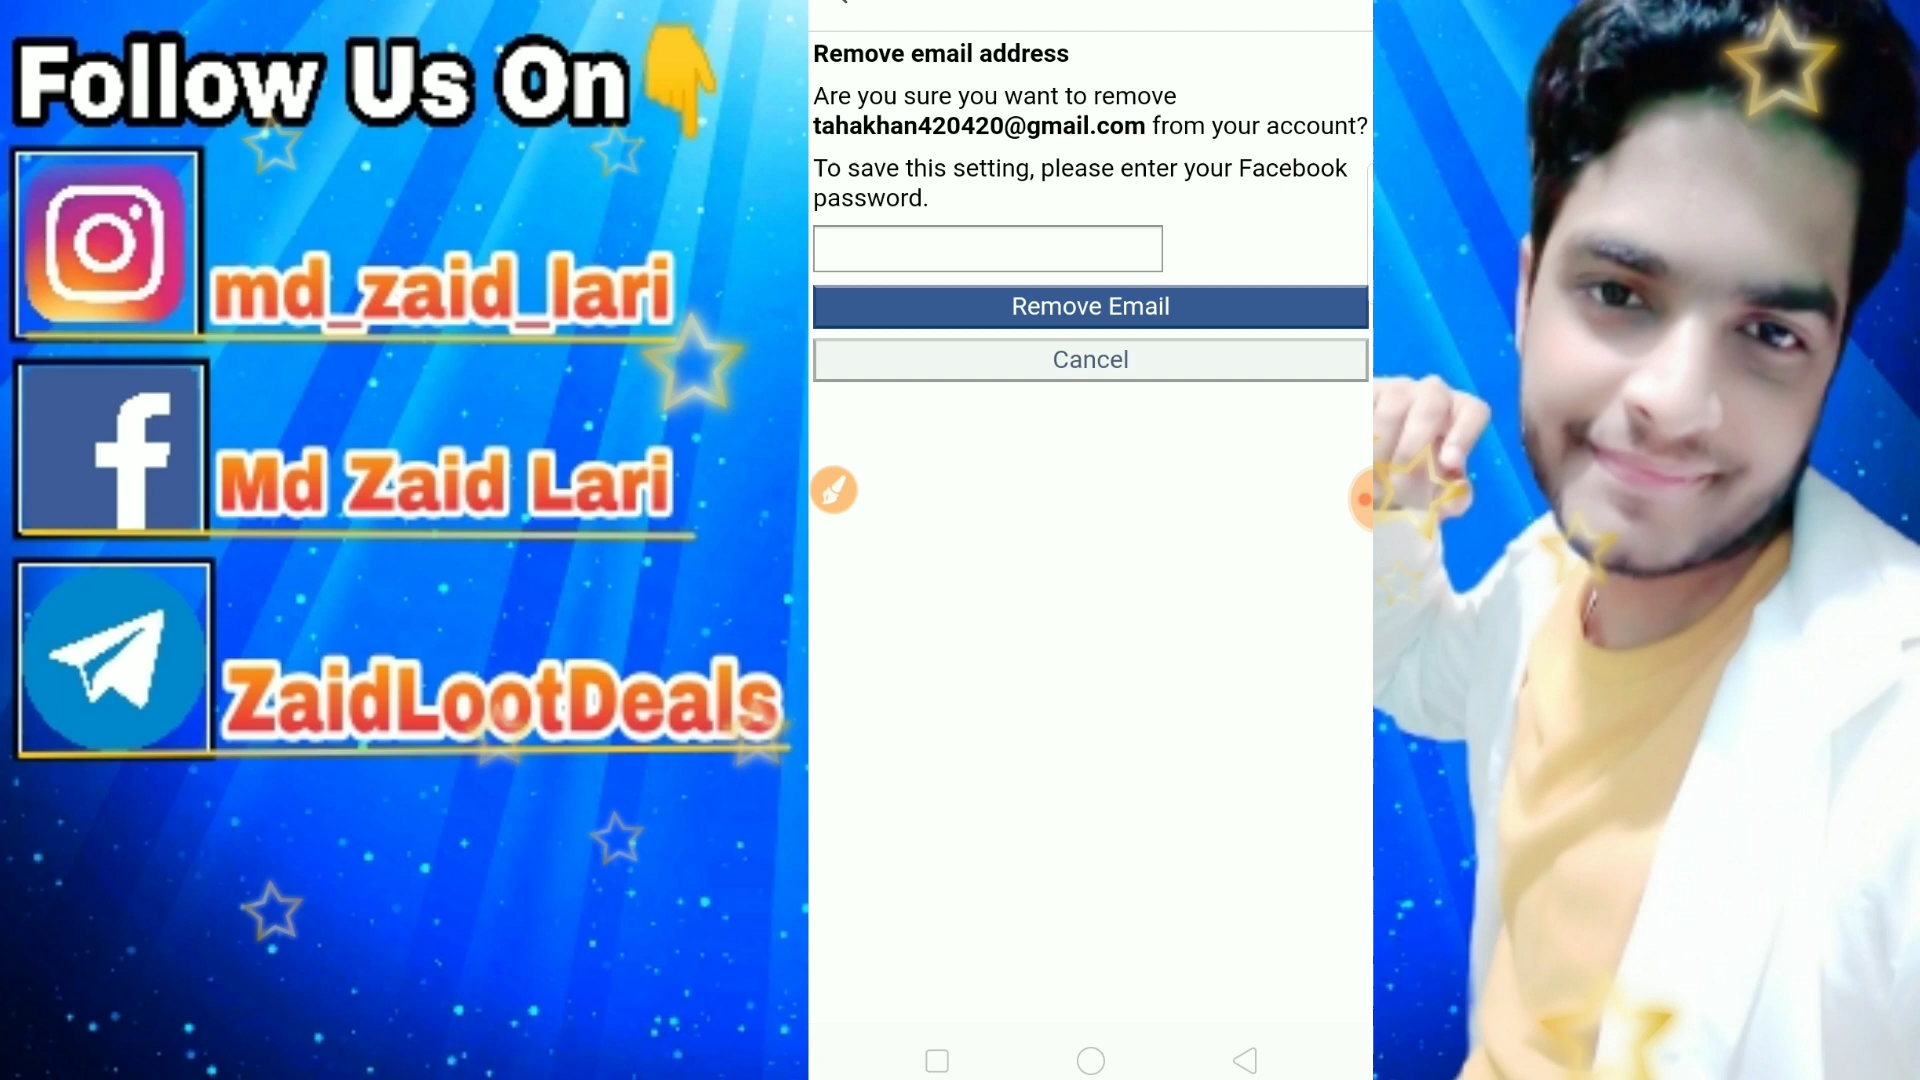 Follow Us On
md_zaid_lari
Md Zaid Lari
ZaidLootDeals
Remove email address
Are you sure you want to remove
tahakhan420420@gmail.com from your account?
To save this setting, please enter your Facebook
password.
Remove Email
Cancel